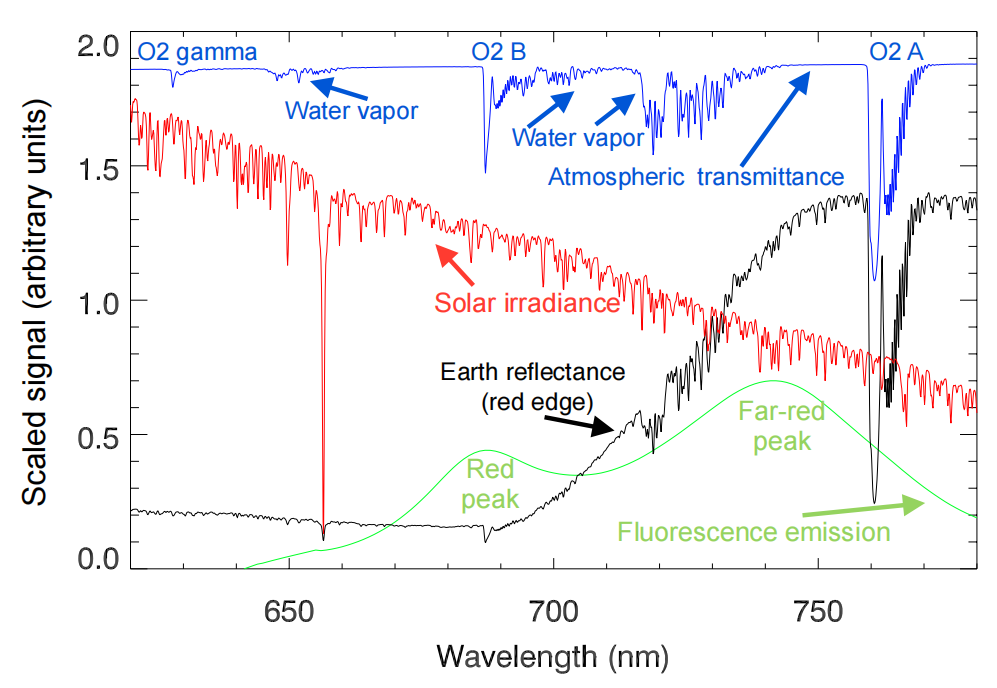 2.0
O2 gamma
O2 B
O2 A
Water vapor
Water vapor
Atmospheric transmittance
1.5
Solar irradiance
1.0
Earth reflectance
(red edge)
Far-red
peak
0.5
Red
peak
Fluorescence emission
0.0
650
700
750
Wavelength (nm)
Scaled signal (arbitrary units)